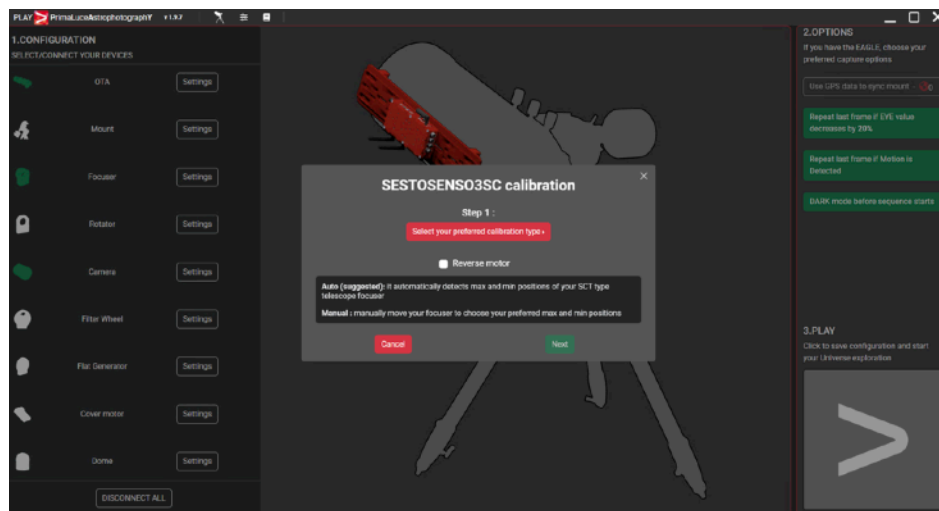 PLAY PrimaLuceAstrophotographY v1.9.7
1.CONFIGURATION
SELECT/CONNECT YOUR DEVICES
OTA Settings
Mount Settings
Focuser Settings
Rotator Settings
Camera Settings
Filter Wheel Settings
Flat Generator Settings
Cover motor Settings
Dome Settings
DISCONNECT ALL
SESTOSENSO3SC calibration
Step 1 :
Select your preferred calibration type
Reverse motor
Auto (suggested): it automatically detects max and min positions of your SCT type
telescope focuser
Manual : manually move your focuser to choose your preferred max and min positions
Cancel Next
2.OPTIONS
If you have the EAGLE, choose your
preferred capture options
Use GPS data to sync mount -
Repeat last frame if EYE value
decreases by 20%
Repeat last frame if Motion is
Detected
DARK mode before sequence starts
3.PLAY
Click to save configuration and start
your Universe exploration